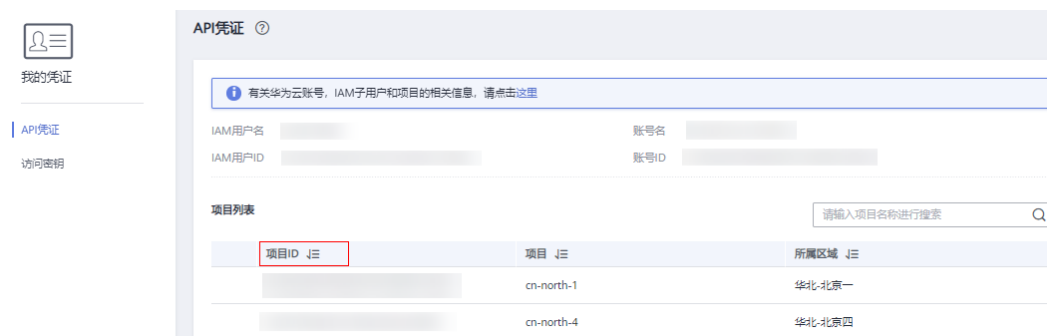 API凭证
我的凭证
有关华为云账号，IAM子用户和项目的相关信息，请点击这里
API凭证
访问密钥
IAM用户名 账号名
IAM用户ID 账号ID
项目列表
请输入项目名称进行搜索
项目ID 项目 所属区域
cn-north-1 华北-北京一
cn-north-4 华北-北京四